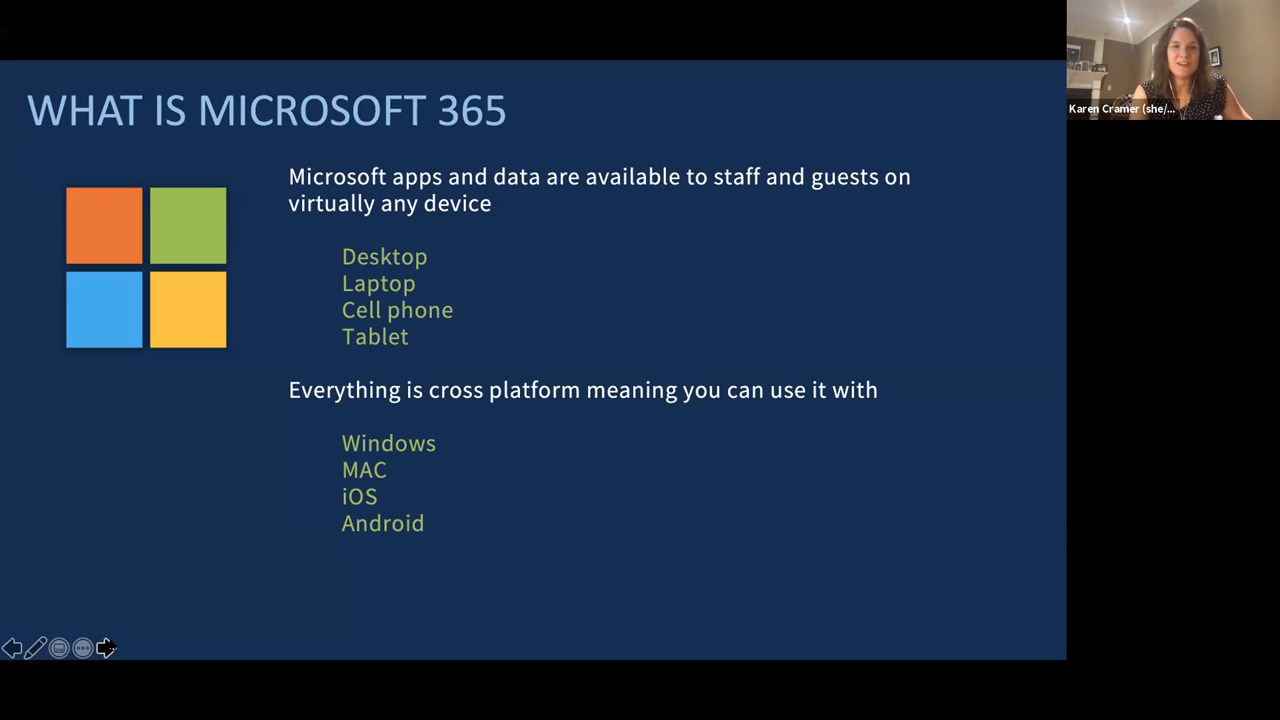 WHAT IS MICROSOFT 365
Microsoft apps and data are available to staff and guests on
virtually any device
Desktop
Laptop
Cell phone
Tablet
Everything is cross platform meaning you can use it with
Windows
MAC
iOS
Android
Karen Cramer (she/...